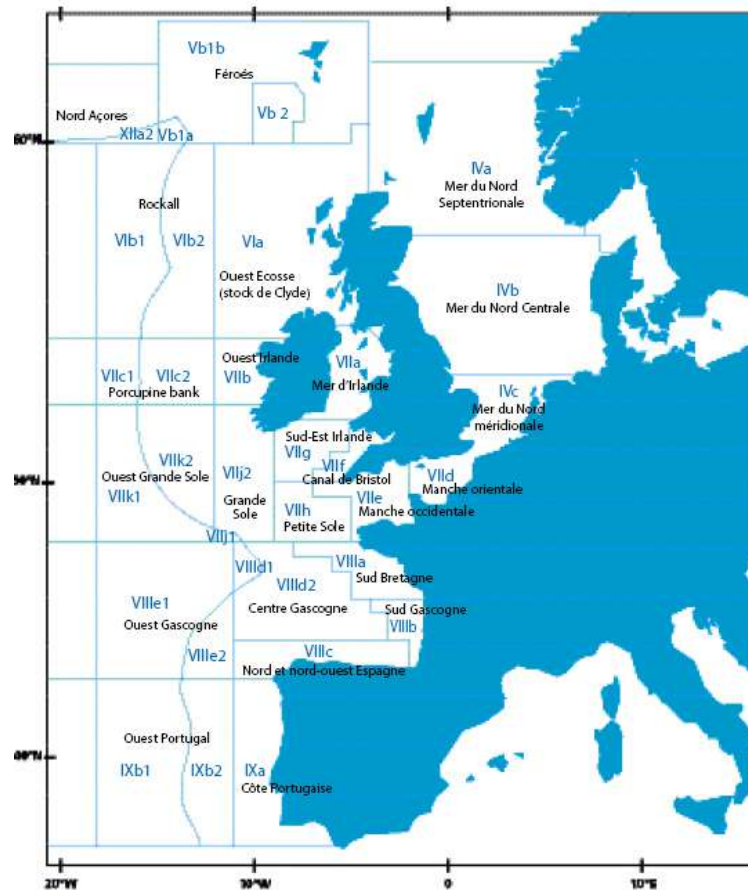 Vb1b
Féroés
Vb 2
Nord Açores
XIIa2
Vb1a
60°N
IVa
Mer du Nord
Septentrionale
Rockall
VIb1
VIb2
VIa
Ouest Ecosse
(stock de Clyde)
IVb
Mer du Nord Centrale
Ouest Irlande
VIIa
VIIc1
VIIc2
VIIb
Porcupine bank
Mer d'Irlande
IVc
Mer du Nord
méridionale
Sud-Est Irlande
VIIg
VIIk2
VIIj2
VIIf
VIId
Ouest Grande Sole
Canal de Bristol
50°N
Manche orientale
VIIk1
Grande
Sole
VIIh
VIIe
Petite Sole
Manche occidentale
VIIj1
VIIId1
VIIIa
VIIId2
Sud Bretagne
VIIIe1
Centre Gascogne
Sud Gascogne
Ouest Gascogne
VIIIb
VIIIe2
VIIIc
Nord et nord-ouest Espagne
Ouest Portugal
IXb1
IXb2
IXa
Côte Portugaise
20°W
10°W
0
10°E